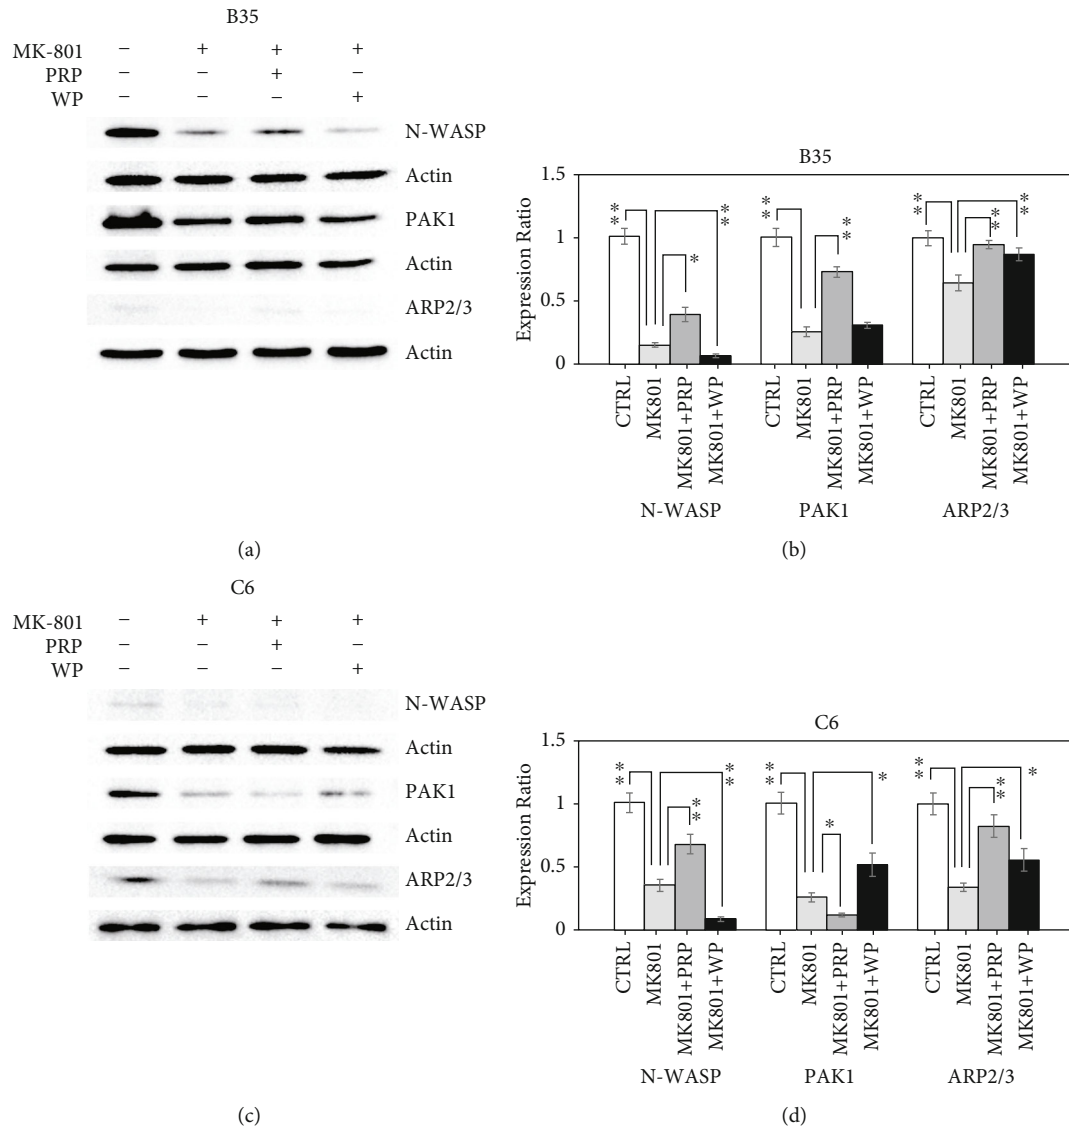 B35
MK-801 − + + +
PRP − − + −
WP − − − +
N-WASP
Actin
PAK1
Actin
ARP2/3
Actin
(a)
B35
Expression Ratio
1.5
1
0.5
0
** ** * ** ** ** ** **
CTRL MK801 MK801+PRP MK801+WP CTRL MK801 MK801+PRP MK801+WP CTRL MK801 MK801+PRP MK801+WP
N-WASP PAK1 ARP2/3
(b)
C6
MK-801 − + + +
PRP − − + −
WP − − − +
N-WASP
Actin
PAK1
Actin
ARP2/3
Actin
(c)
C6
Expression Ratio
1.5
1
0.5
0
** ** ** ** * * ** ** *
CTRL MK801 MK801+PRP MK801+WP CTRL MK801 MK801+PRP MK801+WP CTRL MK801 MK801+PRP MK801+WP
N-WASP PAK1 ARP2/3
(d)